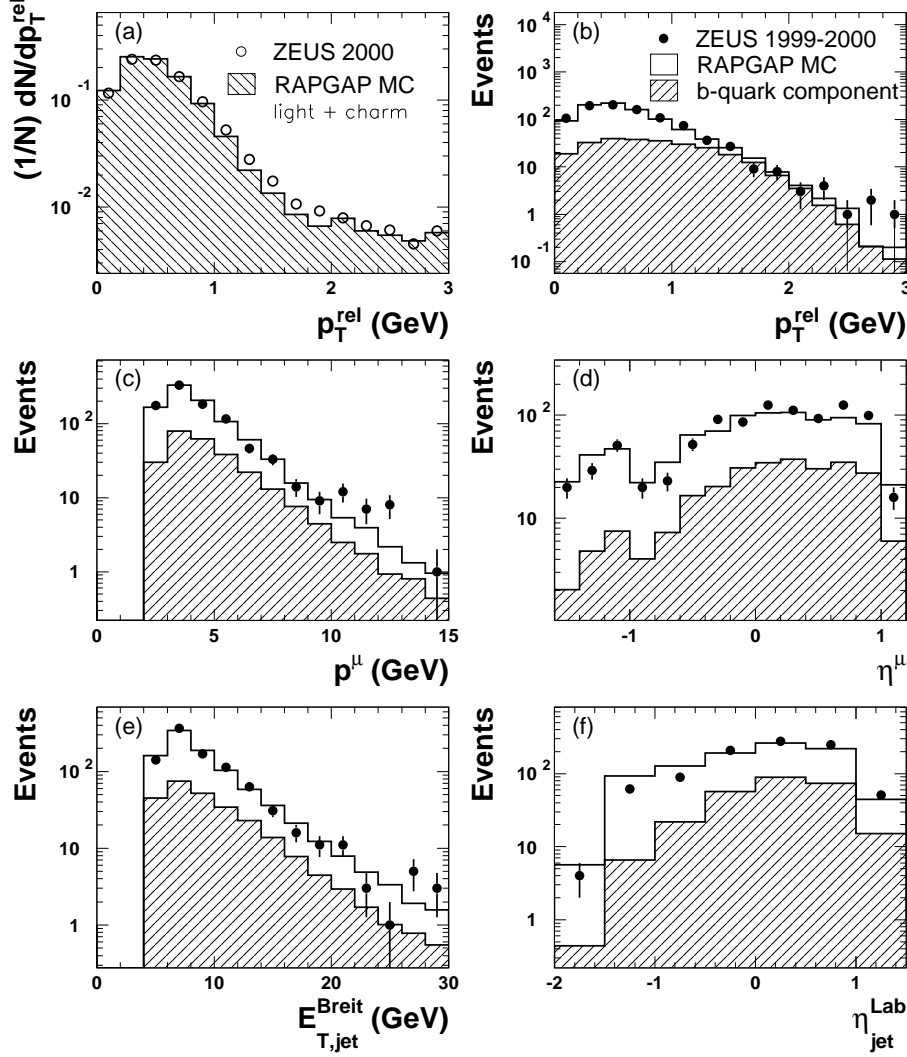 (a)
ZEUS 2000
RAPGAP MC
light + charm
(1/N) dN/dp_T^rel
10^-1
10^-2
0 1 2 3
p_T^rel (GeV)
(b)
ZEUS 1999-2000
RAPGAP MC
b-quark component
Events
10^4
10^3
10^2
10
1
10^-1
0 1 2 3
p_T^rel (GeV)
(c)
Events
10^2
10
1
0 5 10 15
p^μ (GeV)
(d)
Events
10^2
10
-1 0 1
η^μ
(e)
Events
10^2
10
1
0 10 20 30
E_T,jet^Breit (GeV)
(f)
Events
10^2
10
1
-2 -1 0 1 2
η_jet^Lab